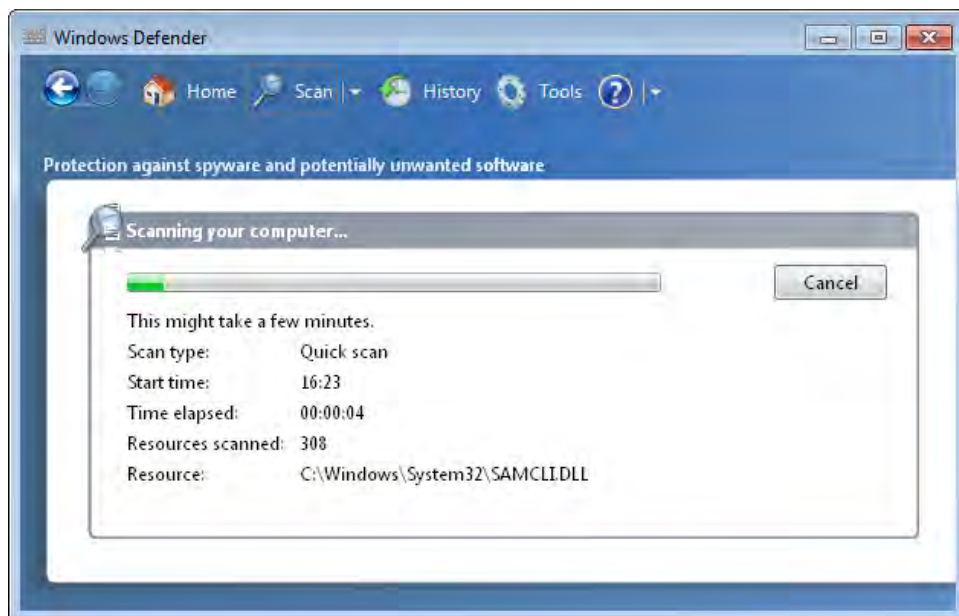 Windows Defender
Home Scan History Tools ?
Protection against spyware and potentially unwanted software
Scanning your computer...
Cancel
This might take a few minutes.
Scan type: Quick scan
Start time: 16:23
Time elapsed: 00:00:04
Resources scanned: 308
Resource: C:\Windows\System32\SAMCLI.DLL